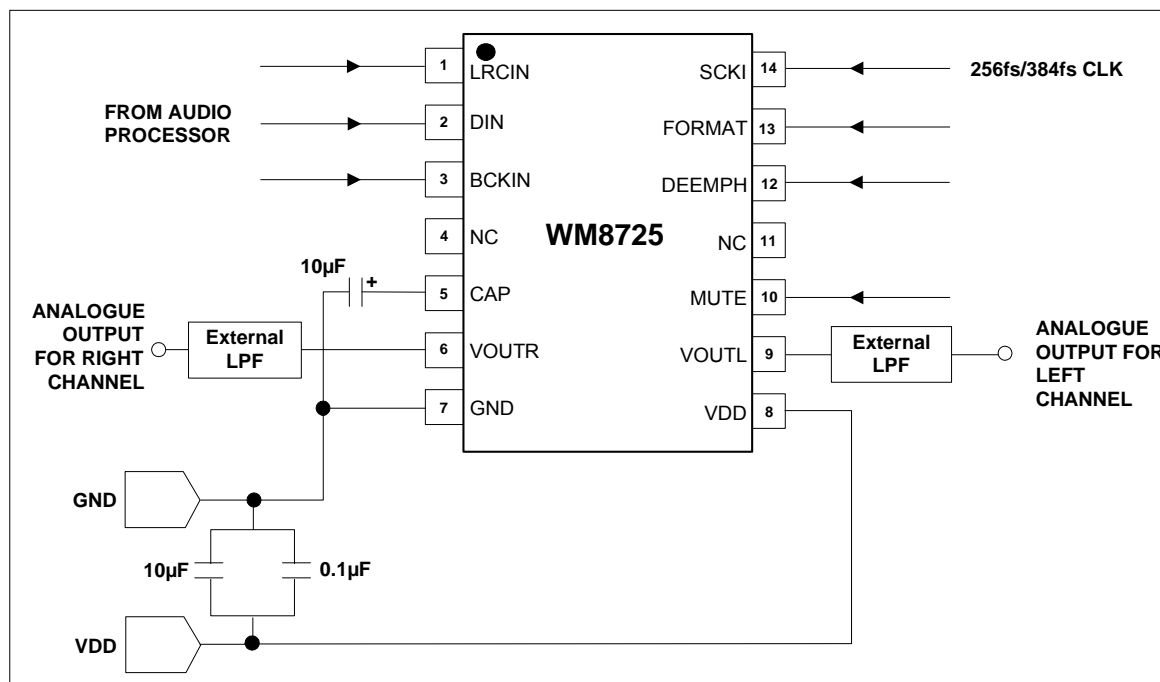 1 LRCIN
SCKI 14
256fs/384fs CLK
FROM AUDIO
PROCESSOR
2 DIN
FORMAT 13
3 BCKIN
DEEMPH 12
4 NC
WM8725
NC 11
10µF
+
5 CAP
MUTE 10
ANALOGUE
OUTPUT
FOR RIGHT
CHANNEL
External
LPF
6 VOUTR
VOUTL 9
External
LPF
ANALOGUE
OUTPUT FOR
LEFT
CHANNEL
7 GND
VDD 8
GND
10µF
0.1µF
VDD